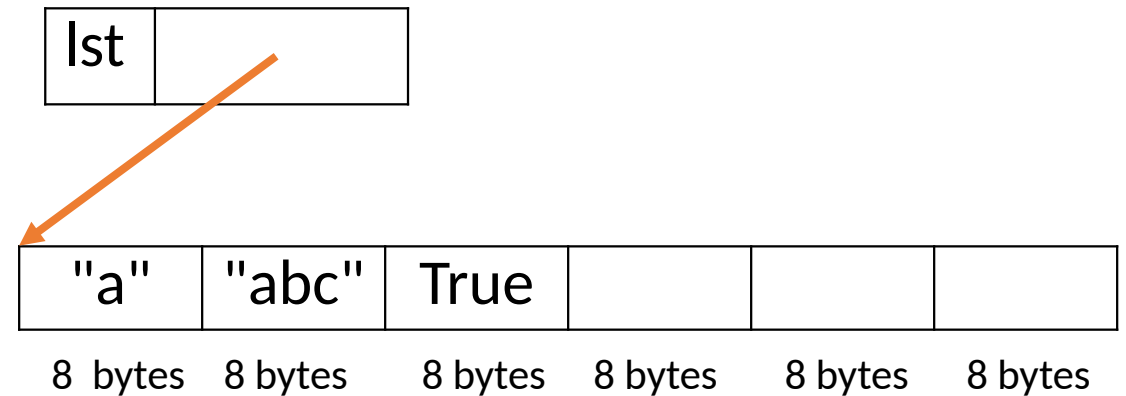 lst
"a" "abc" True
8 bytes 8 bytes 8 bytes 8 bytes 8 bytes 8 bytes